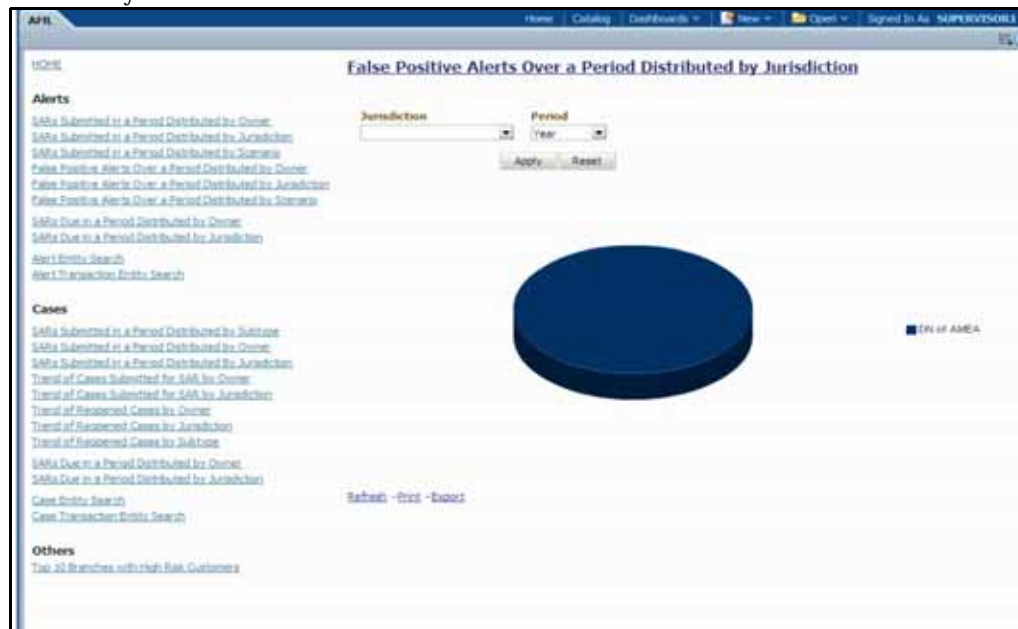 AML
Home Catalog Dashboards New Open Signed In As SUPERVISOR1
HOME
False Positive Alerts Over a Period Distributed by Jurisdiction
Alerts
SARs Submitted in a Period Distributed by Owner
SARs Submitted in a Period Distributed by Jurisdiction
SARs Submitted in a Period Distributed by Scenario
False Positive Alerts Over a Period Distributed by Owner
False Positive Alerts Over a Period Distributed by Jurisdiction
False Positive Alerts Over a Period Distributed by Scenario
SARs Due in a Period Distributed by Owner
SARs Due in a Period Distributed by Jurisdiction
Alert Entity Search
Alert Transaction Entity Search
Jurisdiction Period
Year
Apply Reset
DN of AMEA
Cases
SARs Submitted in a Period Distributed by Subtype
SARs Submitted in a Period Distributed by Owner
SARs Submitted in a Period Distributed By Jurisdiction
Trend of Cases Submitted for SAR by Owner
Trend of Cases Submitted for SAR by Jurisdiction
Trend of Reopened Cases by Owner
Trend of Reopened Cases by Jurisdiction
Trend of Reopened Cases by Subtype
SARs Due in a Period Distributed by Owner
SARs Due in a Period Distributed by Jurisdiction
Case Entity Search
Case Transaction Entity Search
Refresh - Print - Export
Others
Top 10 Branches with High Risk Customers